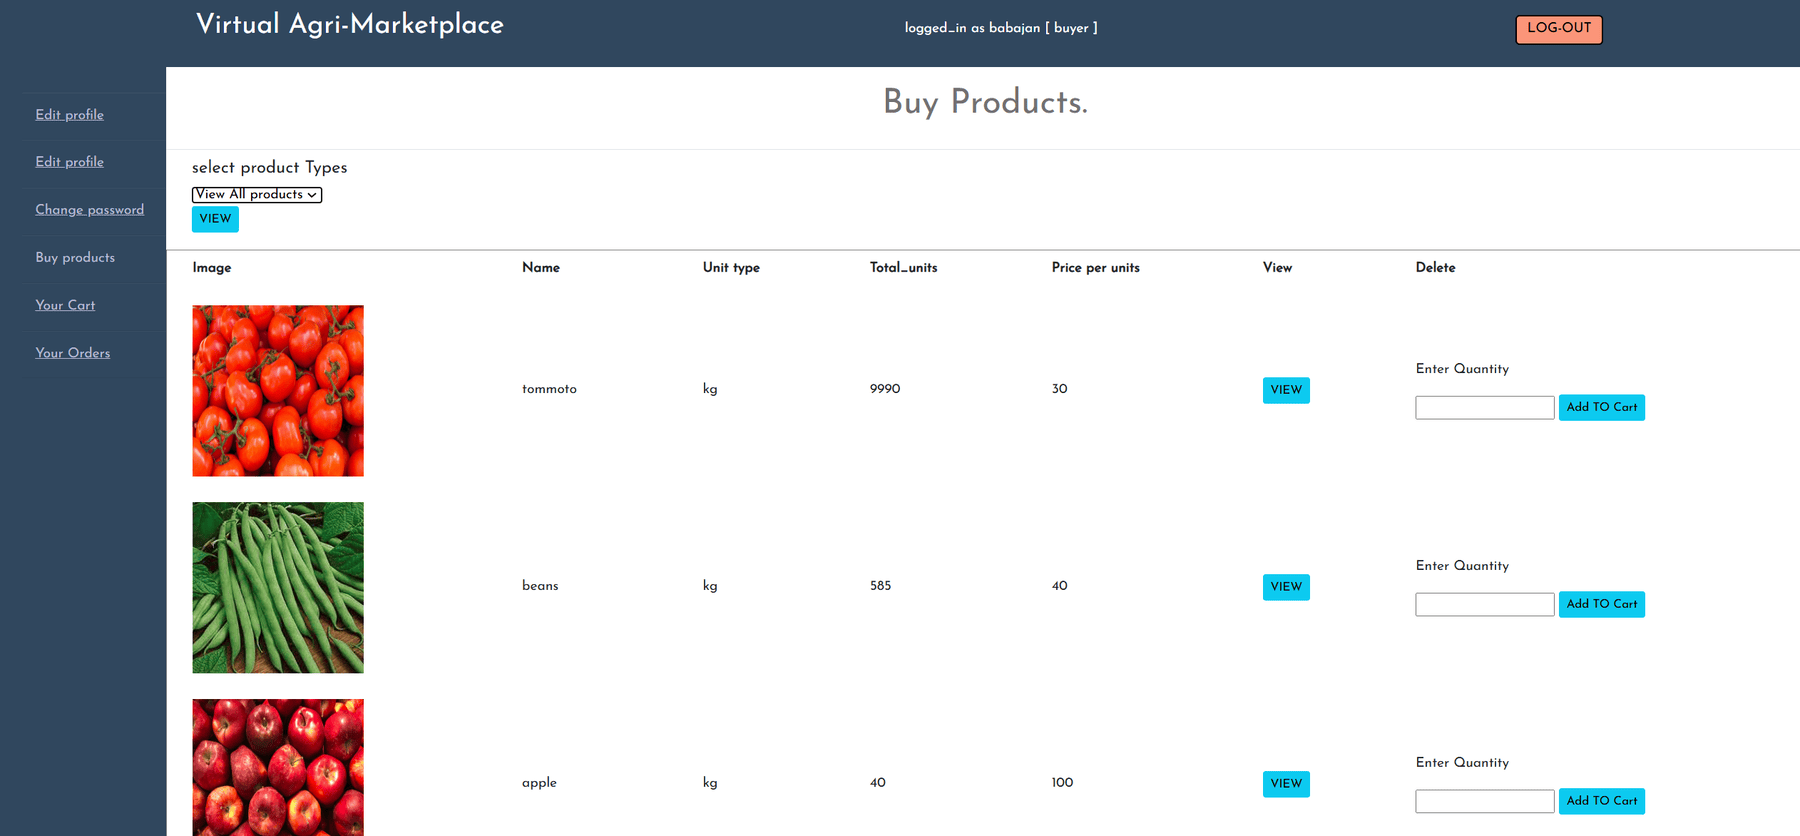 Virtual Agri-Marketplace
logged_in as babajan [ buyer ]
LOG-OUT
Edit profile
Edit profile
Change password
Buy products
Your Cart
Your Orders
Buy Products.
select product Types
View All products
VIEW
Image Name Unit type Total_units Price per units View Delete
tommoto kg 9990 30 VIEW
Enter Quantity
Add TO Cart
beans kg 585 40 VIEW
Enter Quantity
Add TO Cart
apple kg 40 100 VIEW
Enter Quantity
Add TO Cart